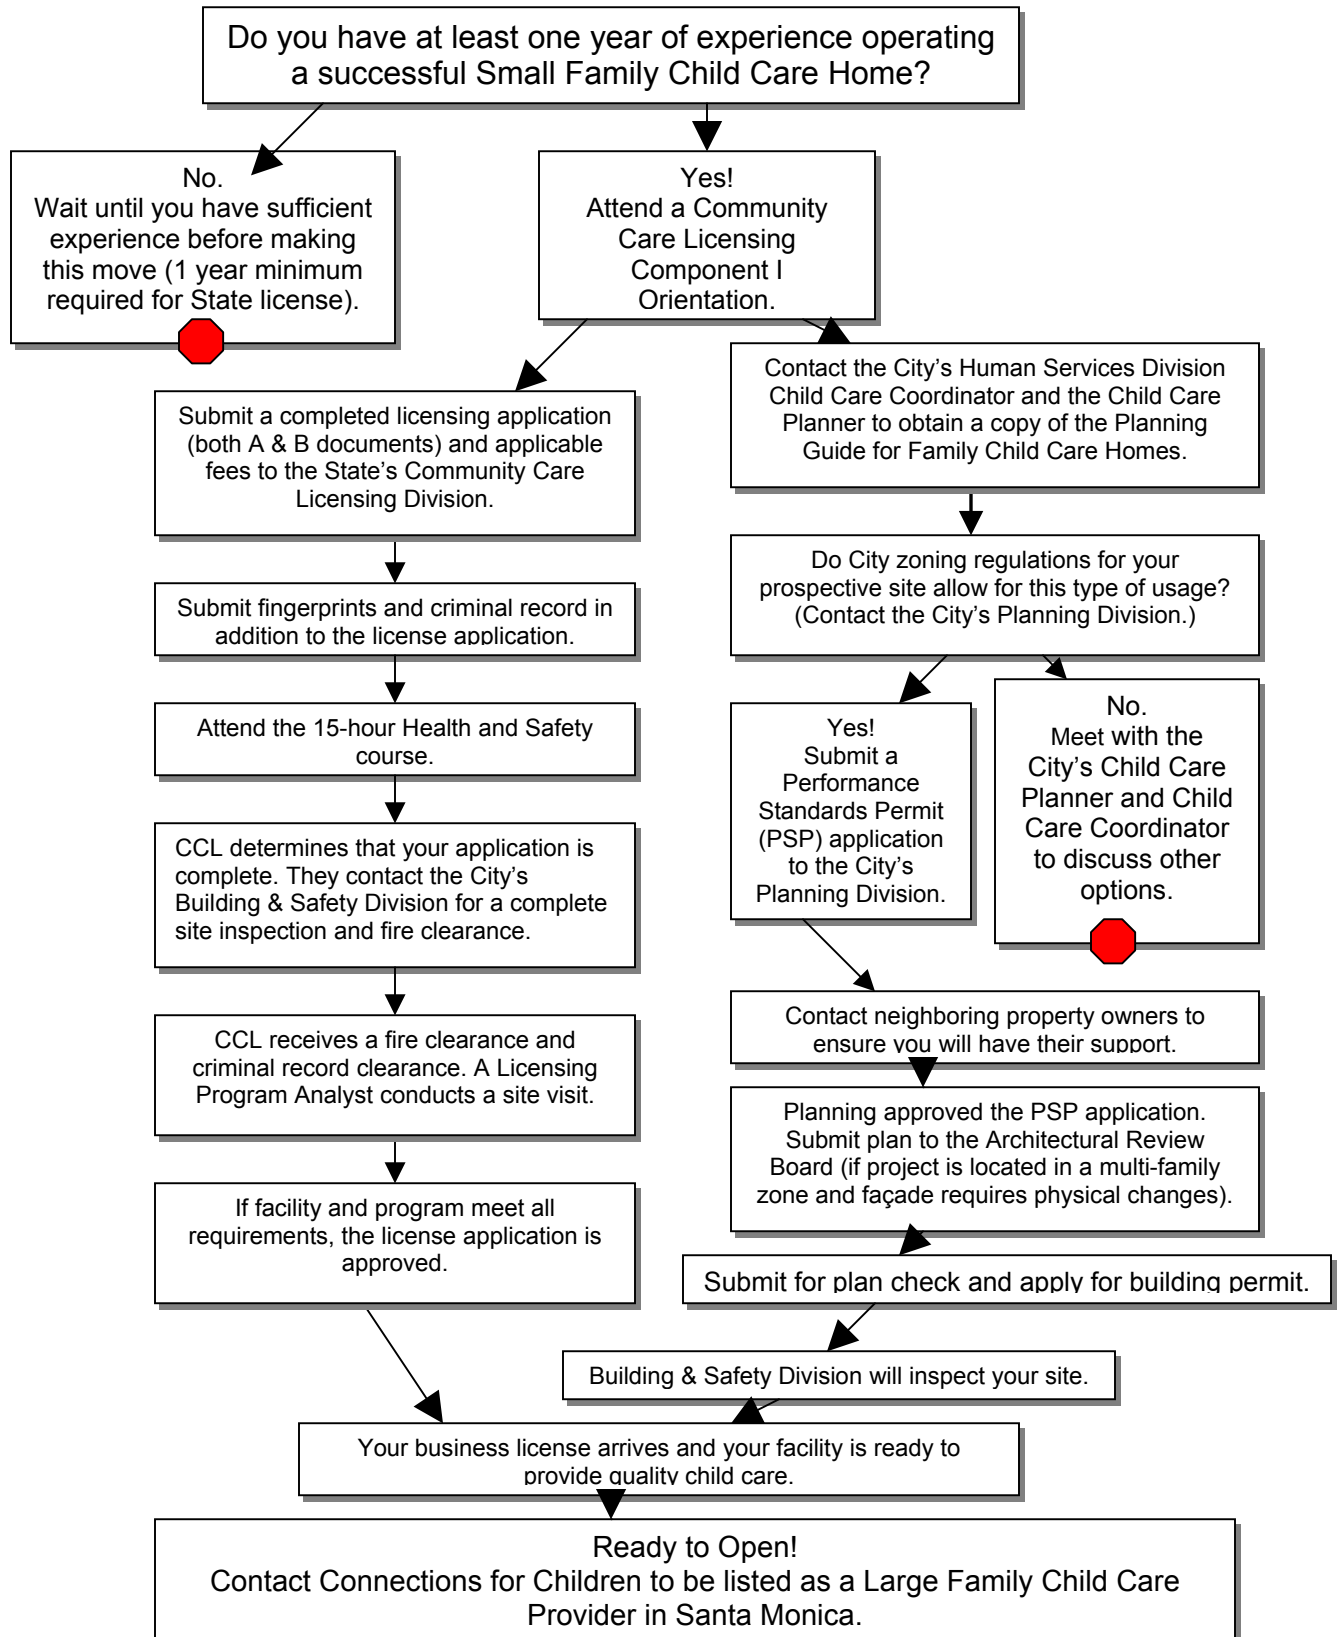 Do you have at least one year of experience operating
a successful Small Family Child Care Home?
No.
Wait until you have sufficient
experience before making
this move (1 year minimum
required for State license).
Yes!
Attend a Community
Care Licensing
Component I
Orientation.
Submit a completed licensing application
(both A & B documents) and applicable
fees to the State’s Community Care
Licensing Division.
Submit fingerprints and criminal record in
addition to the license application.
Attend the 15-hour Health and Safety
course.
CCL determines that your application is
complete. They contact the City’s
Building & Safety Division for a complete
site inspection and fire clearance.
CCL receives a fire clearance and
criminal record clearance. A Licensing
Program Analyst conducts a site visit.
If facility and program meet all
requirements, the license application is
approved.
Contact the City’s Human Services Division
Child Care Coordinator and the Child Care
Planner to obtain a copy of the Planning
Guide for Family Child Care Homes.
Do City zoning regulations for your
prospective site allow for this type of usage?
(Contact the City’s Planning Division.)
Yes!
Submit a
Performance
Standards Permit
(PSP) application
to the City’s
Planning Division.
No.
Meet with the
City’s Child Care
Planner and Child
Care Coordinator
to discuss other
options.
Contact neighboring property owners to
ensure you will have their support.
Planning approved the PSP application.
Submit plan to the Architectural Review
Board (if project is located in a multi-family
zone and façade requires physical changes).
Submit for plan check and apply for building permit.
Building & Safety Division will inspect your site.
Your business license arrives and your facility is ready to
provide quality child care.
Ready to Open!
Contact Connections for Children to be listed as a Large Family Child Care
Provider in Santa Monica.